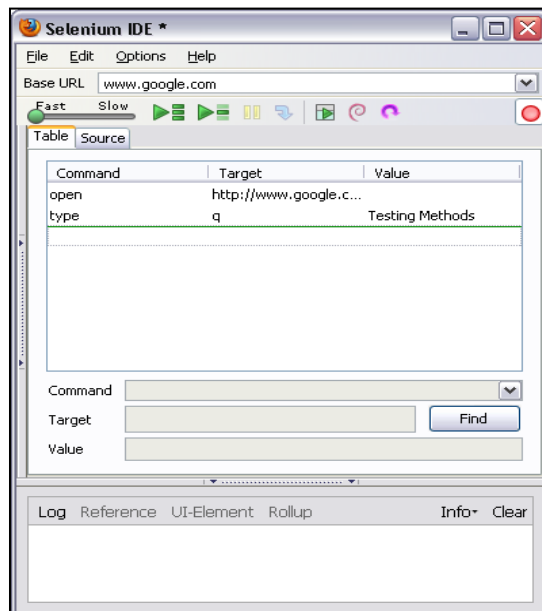 Selenium IDE *
File Edit Options Help
Base URL www.google.com
Fast Slow
Table Source
Command Target Value
open http://www.google.c...
type q Testing Methods
Command
Target Find
Value
Log Reference UI-Element Rollup Info Clear